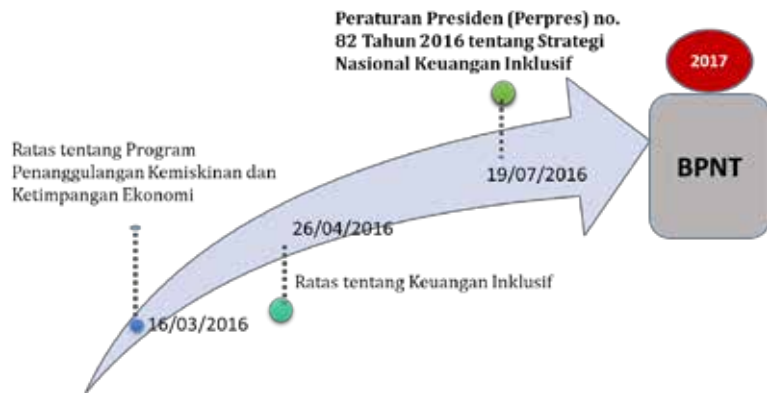 Peraturan Presiden (Perpres) no.
82 Tahun 2016 tentang Strategi
Nasional Keuangan Inklusif
2017
BPNT
Ratas tentang Program
Penanggulangan Kemiskinan dan
Ketimpangan Ekonomi
19/07/2016
26/04/2016
Ratas tentang Keuangan Inklusif
16/03/2016